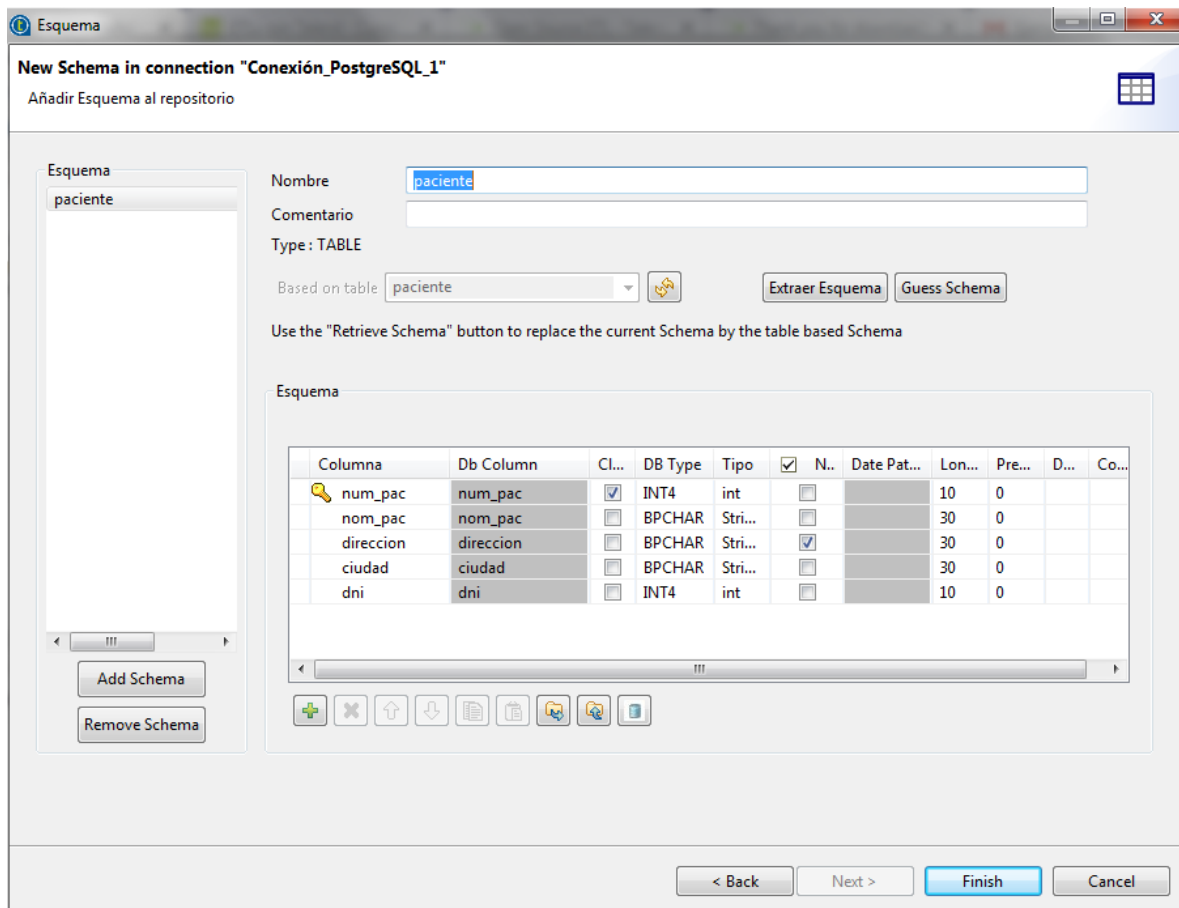 Esquema
New Schema in connection "Conexión_PostgreSQL_1"
Añadir Esquema al repositorio
Esquema
paciente
Nombre paciente
Comentario
Type : TABLE
Based on table paciente Extraer Esquema Guess Schema
Use the "Retrieve Schema" button to replace the current Schema by the table based Schema
Esquema
Columna Db Column Cl... DB Type Tipo N.. Date Pat... Lon... Pre... D... Co...
num_pac num_pac INT4 int 10 0
nom_pac nom_pac BPCHAR Stri... 30 0
direccion direccion BPCHAR Stri... 30 0
ciudad ciudad BPCHAR Stri... 30 0
dni dni INT4 int 10 0
Add Schema
Remove Schema
< Back Next > Finish Cancel